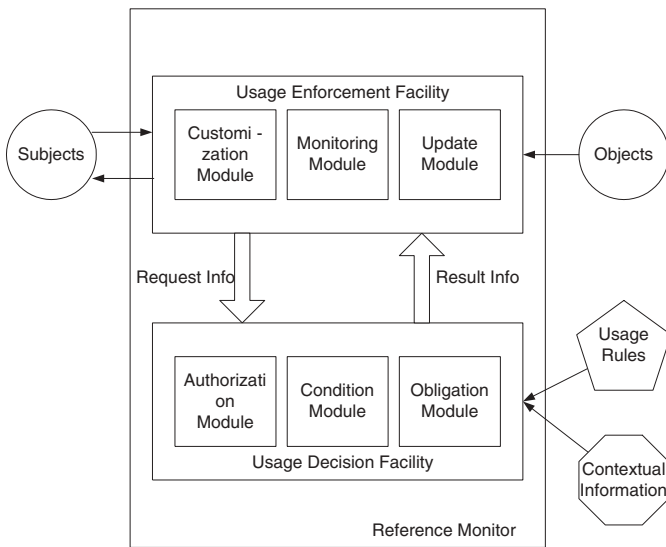 Usage Enforcement Facility
Customi -
zation
Module
Monitoring
Module
Update
Module
Subjects
Objects
Request Info
Result Info
Usage
Rules
Authorizati
on Module
Condition
Module
Obligation
Module
Usage Decision Facility
Contextual
Information
Reference Monitor